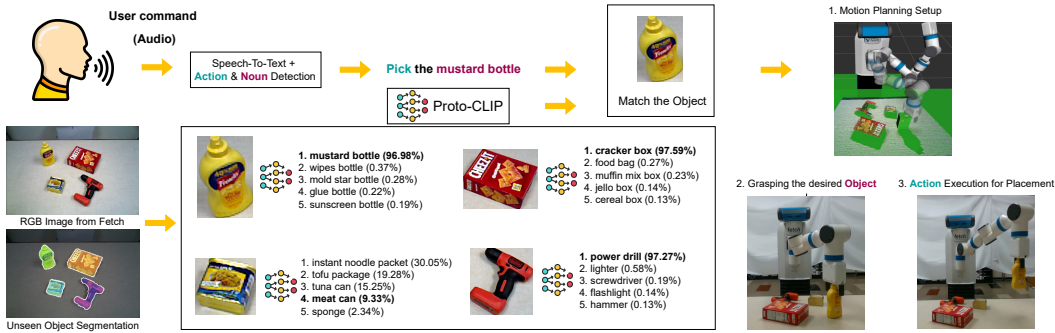 User command
(Audio)
Speech-To-Text +
Action & Noun Detection
Pick the mustard bottle
Proto-CLIP
Match the Object
1. Motion Planning Setup
RGB Image from Fetch
Unseen Object Segmentation
1. mustard bottle (96.98%)
2. wipes bottle (0.37%)
3. mold star bottle (0.28%)
4. glue bottle (0.22%)
5. sunscreen bottle (0.19%)
CHEEZ-IT
1. cracker box (97.59%)
2. food bag (0.27%)
3. muffin mix box (0.23%)
4. jello box (0.14%)
5. cereal box (0.13%)
1. instant noodle packet (30.05%)
2. tofu package (19.28%)
3. tuna can (15.25%)
4. meat can (9.33%)
5. sponge (2.34%)
1. power drill (97.27%)
2. lighter (0.58%)
3. screwdriver (0.19%)
4. flashlight (0.14%)
5. hammer (0.13%)
2. Grasping the desired Object
fetch
3. Action Execution for Placement
fetch